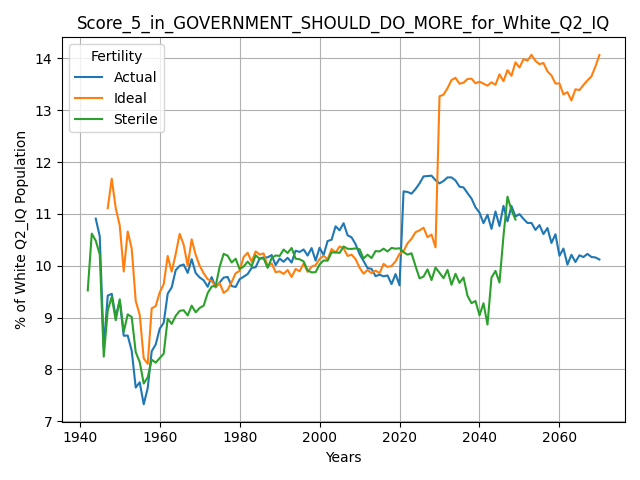 Score_5_in_GOVERNMENT_SHOULD_DO_MORE_for_White_Q2_IQ
Fertility
Actual
Ideal
Sterile
% of White Q2_IQ Population
14
13
12
11
10
9
8
7
1940
1960
1980
2000
2020
2040
2060
Years